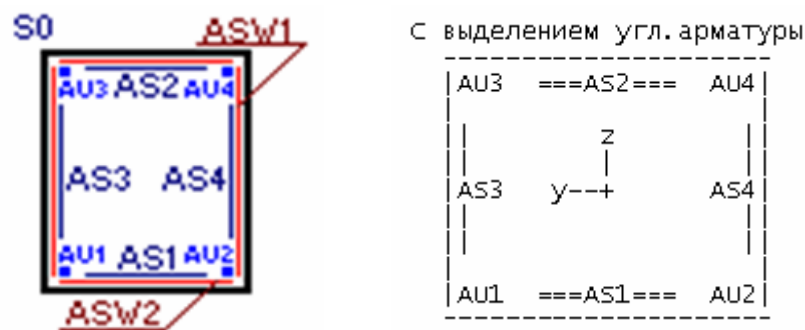 S0 ASW1
AU3 AS2 AU4
AS3 AS4
AU1 AS1 AU2
ASW2
С выделением угл.арматуры
AU3 ===AS2=== AU4
z
AS3 y--+ AS4
AU1 ===AS1=== AU2